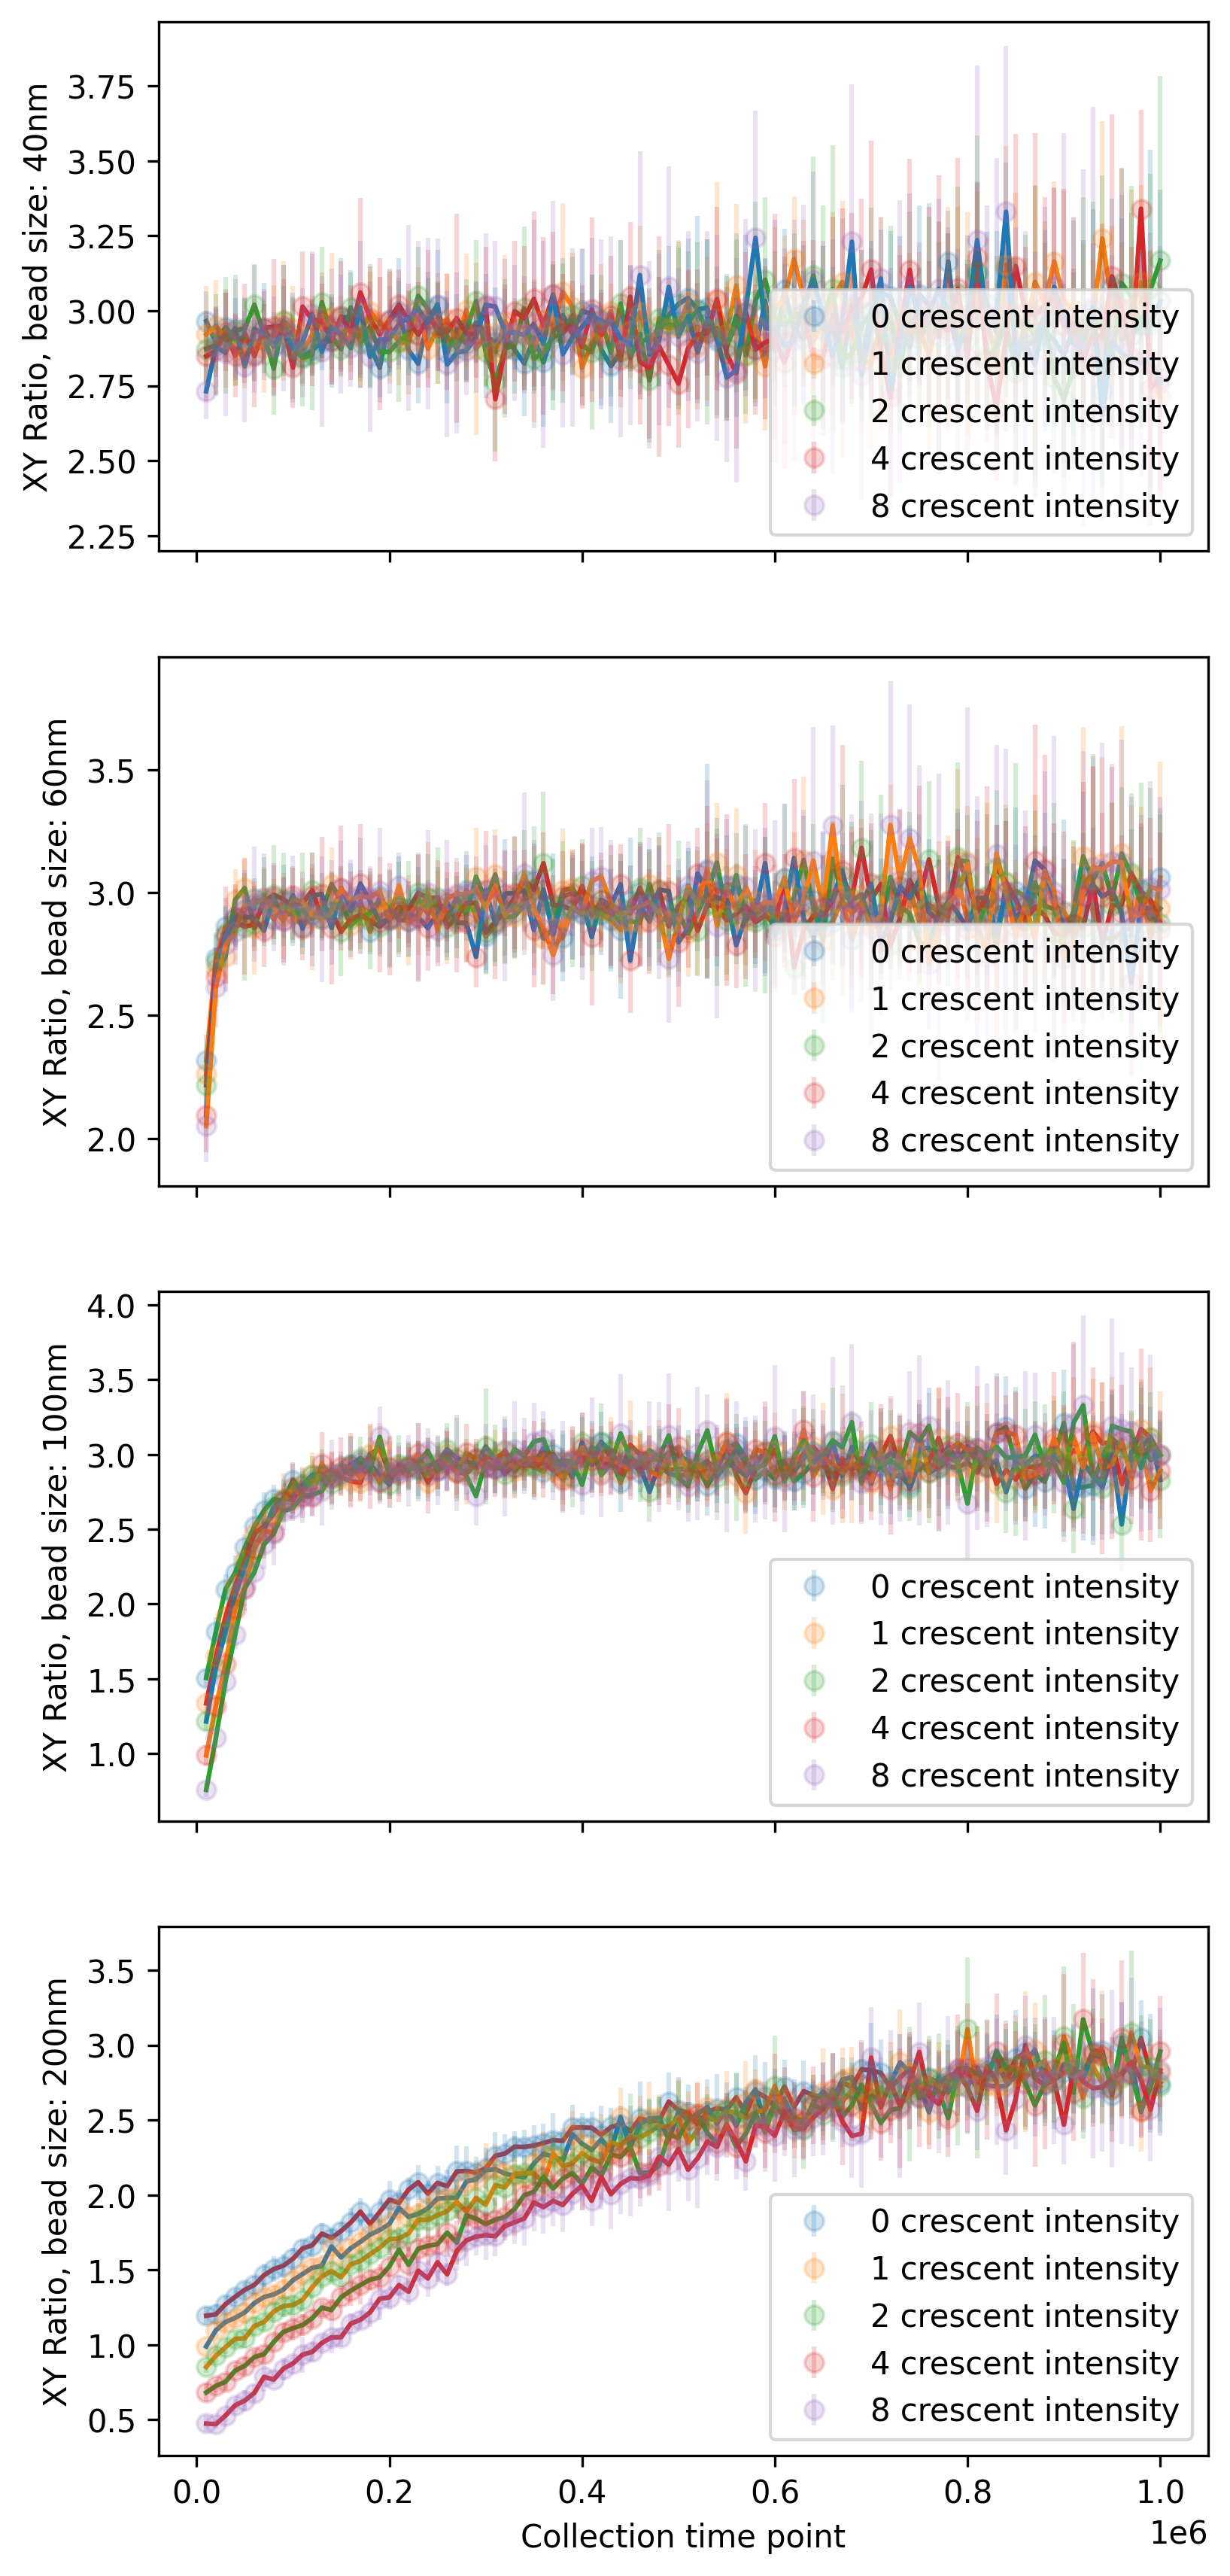 XY Ratio, bead size: 40nm
3.75
3.50
3.25
3.00
2.75
2.50
2.25
0 crescent intensity
1 crescent intensity
2 crescent intensity
4 crescent intensity
8 crescent intensity
XY Ratio, bead size: 60nm
3.5
3.0
2.5
2.0
0 crescent intensity
1 crescent intensity
2 crescent intensity
4 crescent intensity
8 crescent intensity
XY Ratio, bead size: 100nm
4.0
3.5
3.0
2.5
2.0
1.5
1.0
0 crescent intensity
1 crescent intensity
2 crescent intensity
4 crescent intensity
8 crescent intensity
XY Ratio, bead size: 200nm
3.5
3.0
2.5
2.0
1.5
1.0
0.5
0 crescent intensity
1 crescent intensity
2 crescent intensity
4 crescent intensity
8 crescent intensity
0.0 0.2 0.4 0.6 0.8 1.0
Collection time point
1e6